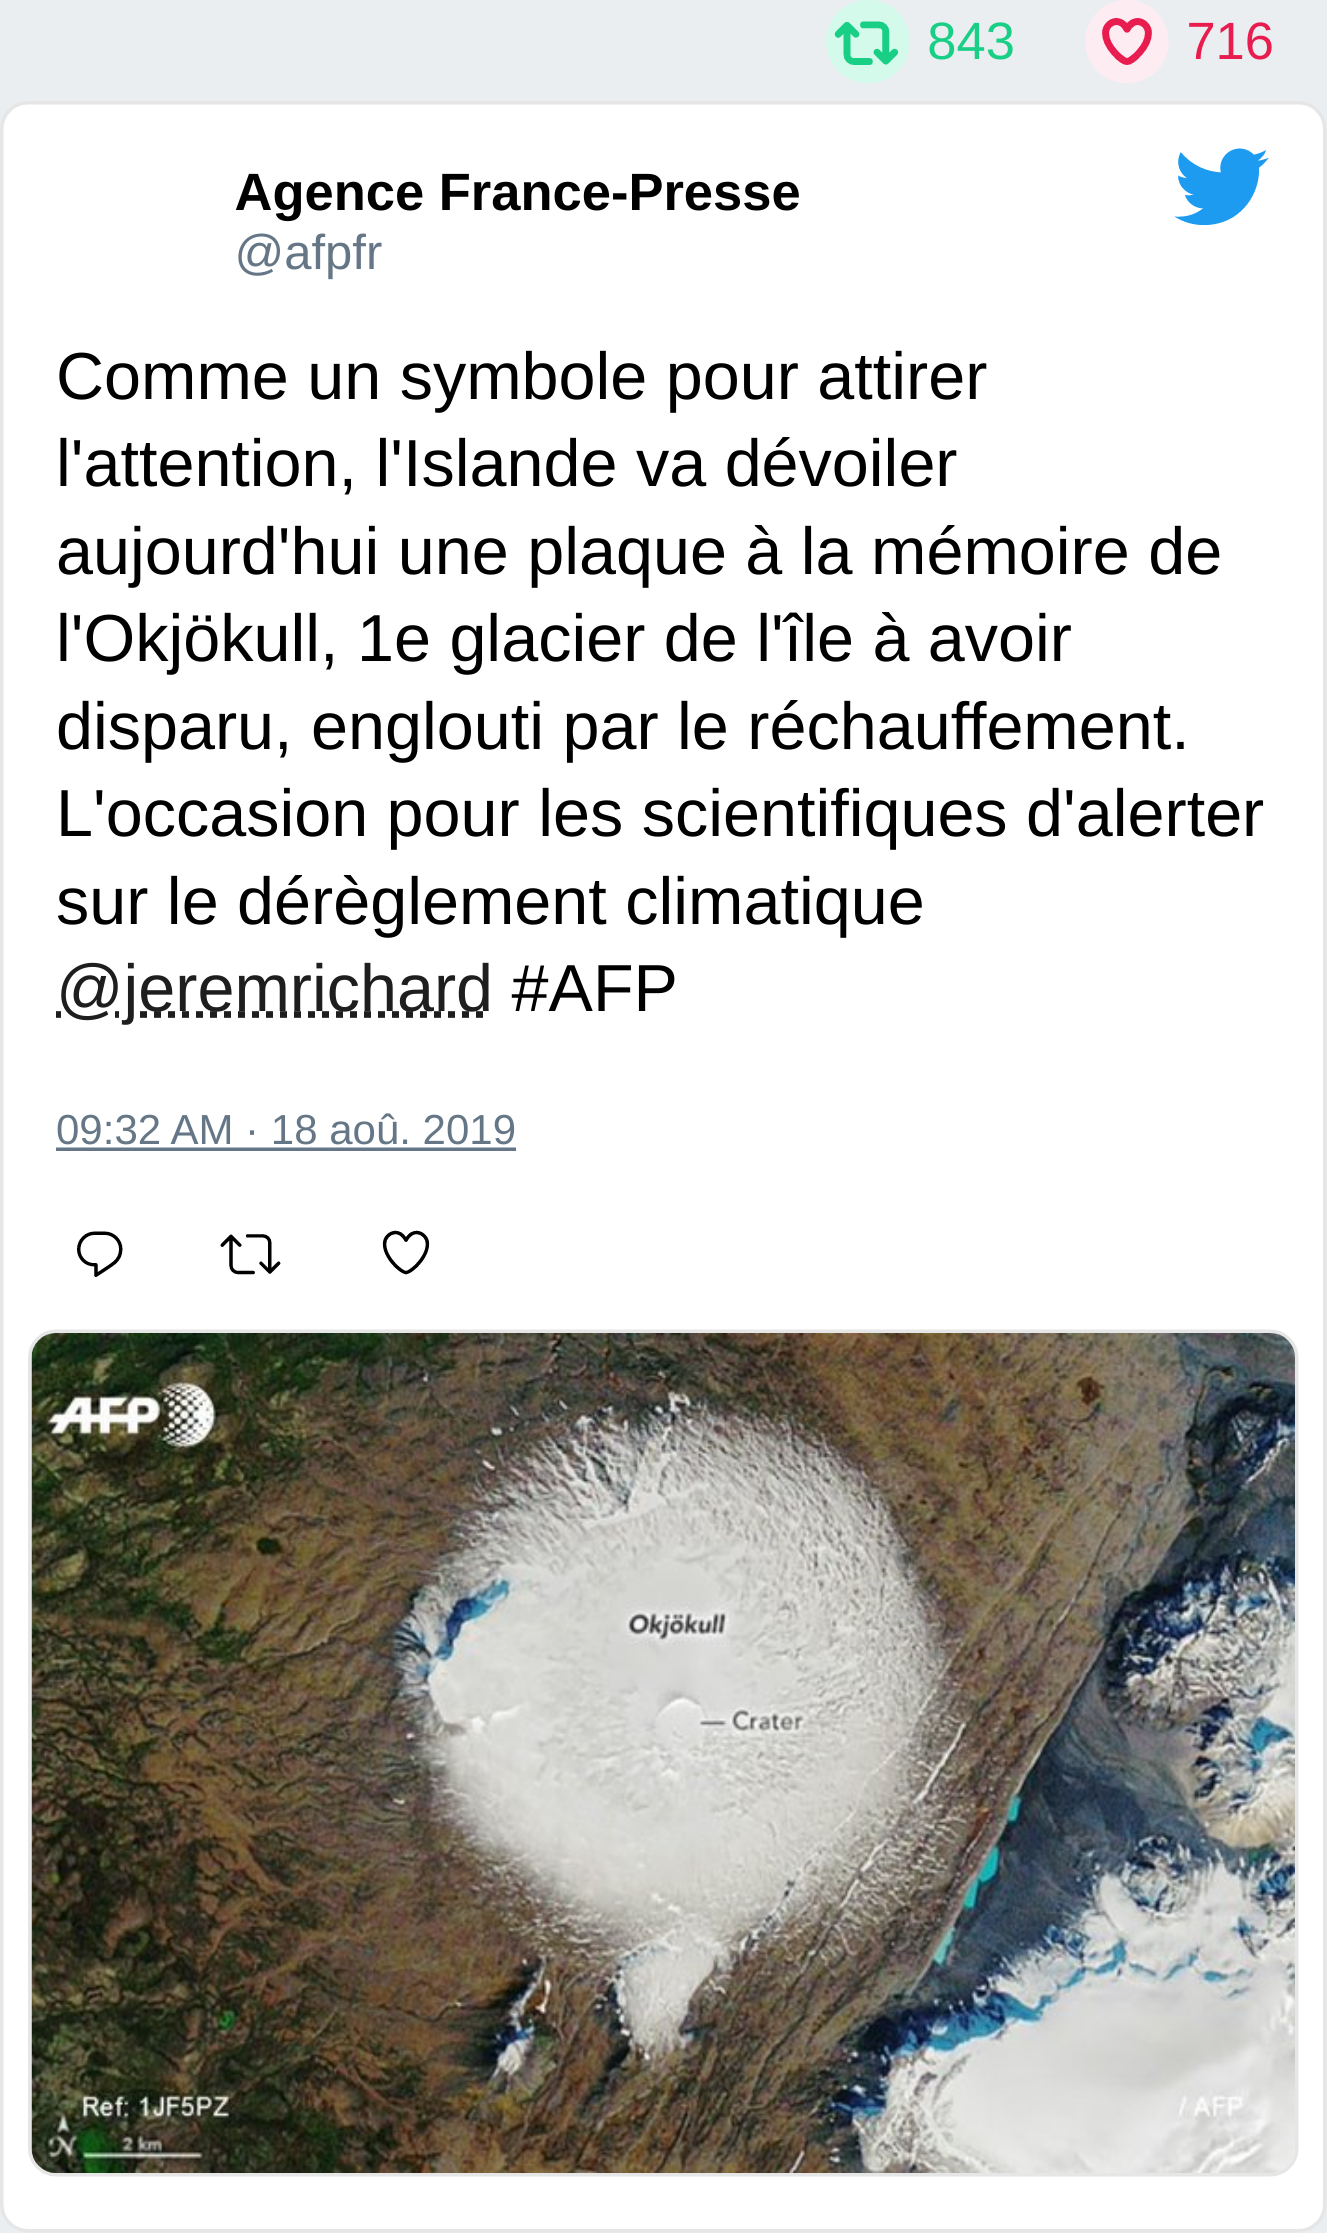 843 716
Agence France-Presse
@afpfr
Comme un symbole pour attirer
l'attention, l'Islande va dévoiler
aujourd'hui une plaque à la mémoire de
l'Okjökull, 1e glacier de l'île à avoir
disparu, englouti par le réchauffement.
L'occasion pour les scientifiques d'alerter
sur le dérèglement climatique
@jeremrichard #AFP
09:32 AM · 18 aoû. 2019
AFP
Okjökull
— Crater
Ref: 1JF5PZ
/ AFP
N 2 km